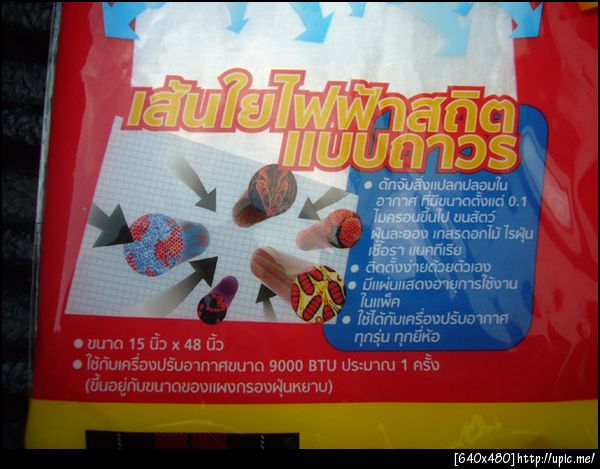 เส้นใยไฟฟ้าสถิต
แบบถาวร
• ดักจับสิ่งแปลกปลอมใน
อากาศ ที่มีขนาดตั้งแต่ 0.1
ไมครอนขึ้นไป ขนสัตว์
ฝุ่นละออง เกสรดอกไม้ ไรฝุ่น
เชื้อรา แบคทีเรีย
• ติดตั้งง่ายด้วยตัวเอง
• มีแผ่นแสดงอายุการใช้งาน
ในแพ็ค
• ใช้ได้กับเครื่องปรับอากาศ
ทุกรุ่น ทุกยี่ห้อ
• ขนาด 15 นิ้ว x 48 นิ้ว
• ใช้กับเครื่องปรับอากาศขนาด 9000 BTU ประมาณ 1 ครั้ง
(ขึ้นอยู่กับขนาดของแผงกรองฝุ่นหยาบ)
[640x480]http://upic.me/